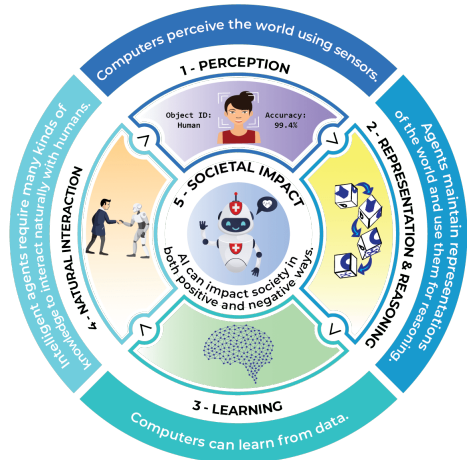 Computers perceive the world using sensors.
1 - PERCEPTION
Object ID:
Human
Accuracy:
99.4%
Agents maintain representations
of the world and use them for reasoning.
2 - REPRESENTATION & REASONING
3 - LEARNING
Computers can learn from data.
Intelligent agents require many kinds of
knowledge to interact naturally with humans.
4 - NATURAL INTERACTION
5 - SOCIETAL IMPACT
AI can impact society in
both positive and negative ways.